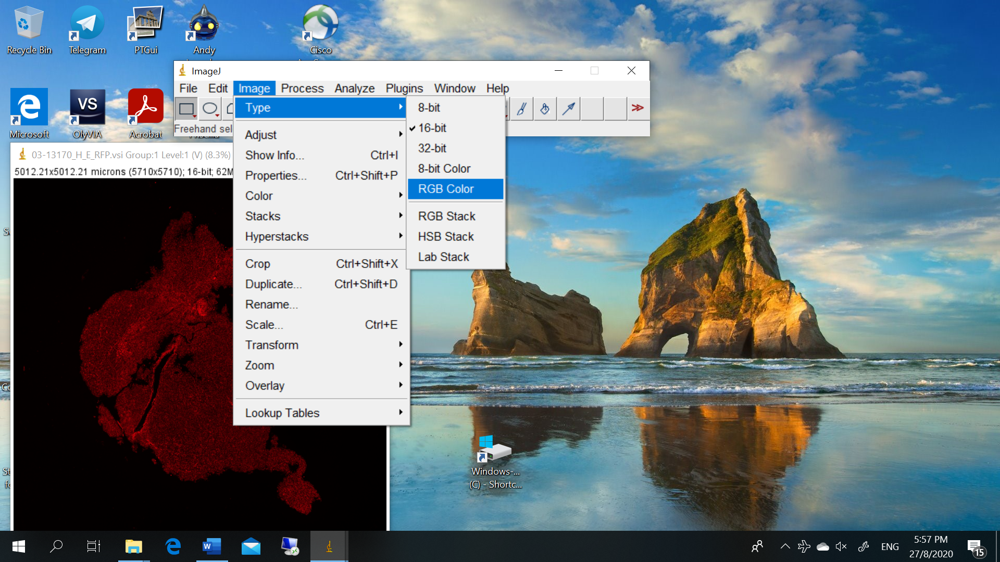 Recycle Bin
Telegram
PTGui
Andy
Cisco
ImageJ
File Edit Image Process Analyze Plugins Window Help
Freehand sel
VS
Microsoft
OlyVIA
Acrobat
Type
Adjust
Show Info... Ctrl+I
Properties... Ctrl+Shift+P
Color
Stacks
Hyperstacks
Crop Ctrl+Shift+X
Duplicate... Ctrl+Shift+D
Rename...
Scale... Ctrl+E
Transform
Zoom
Overlay
Lookup Tables
8-bit
16-bit
32-bit
8-bit Color
RGB Color
RGB Stack
HSB Stack
Lab Stack
03-13170_H_E_RFP.vsi Group:1 Level:1 (V) (8.3%)
5012.21x5012.21 microns (5710x5710); 16-bit; 62M
Windows-...
(C) - Shortc...
W
ENG
5:57 PM
27/8/2020
15